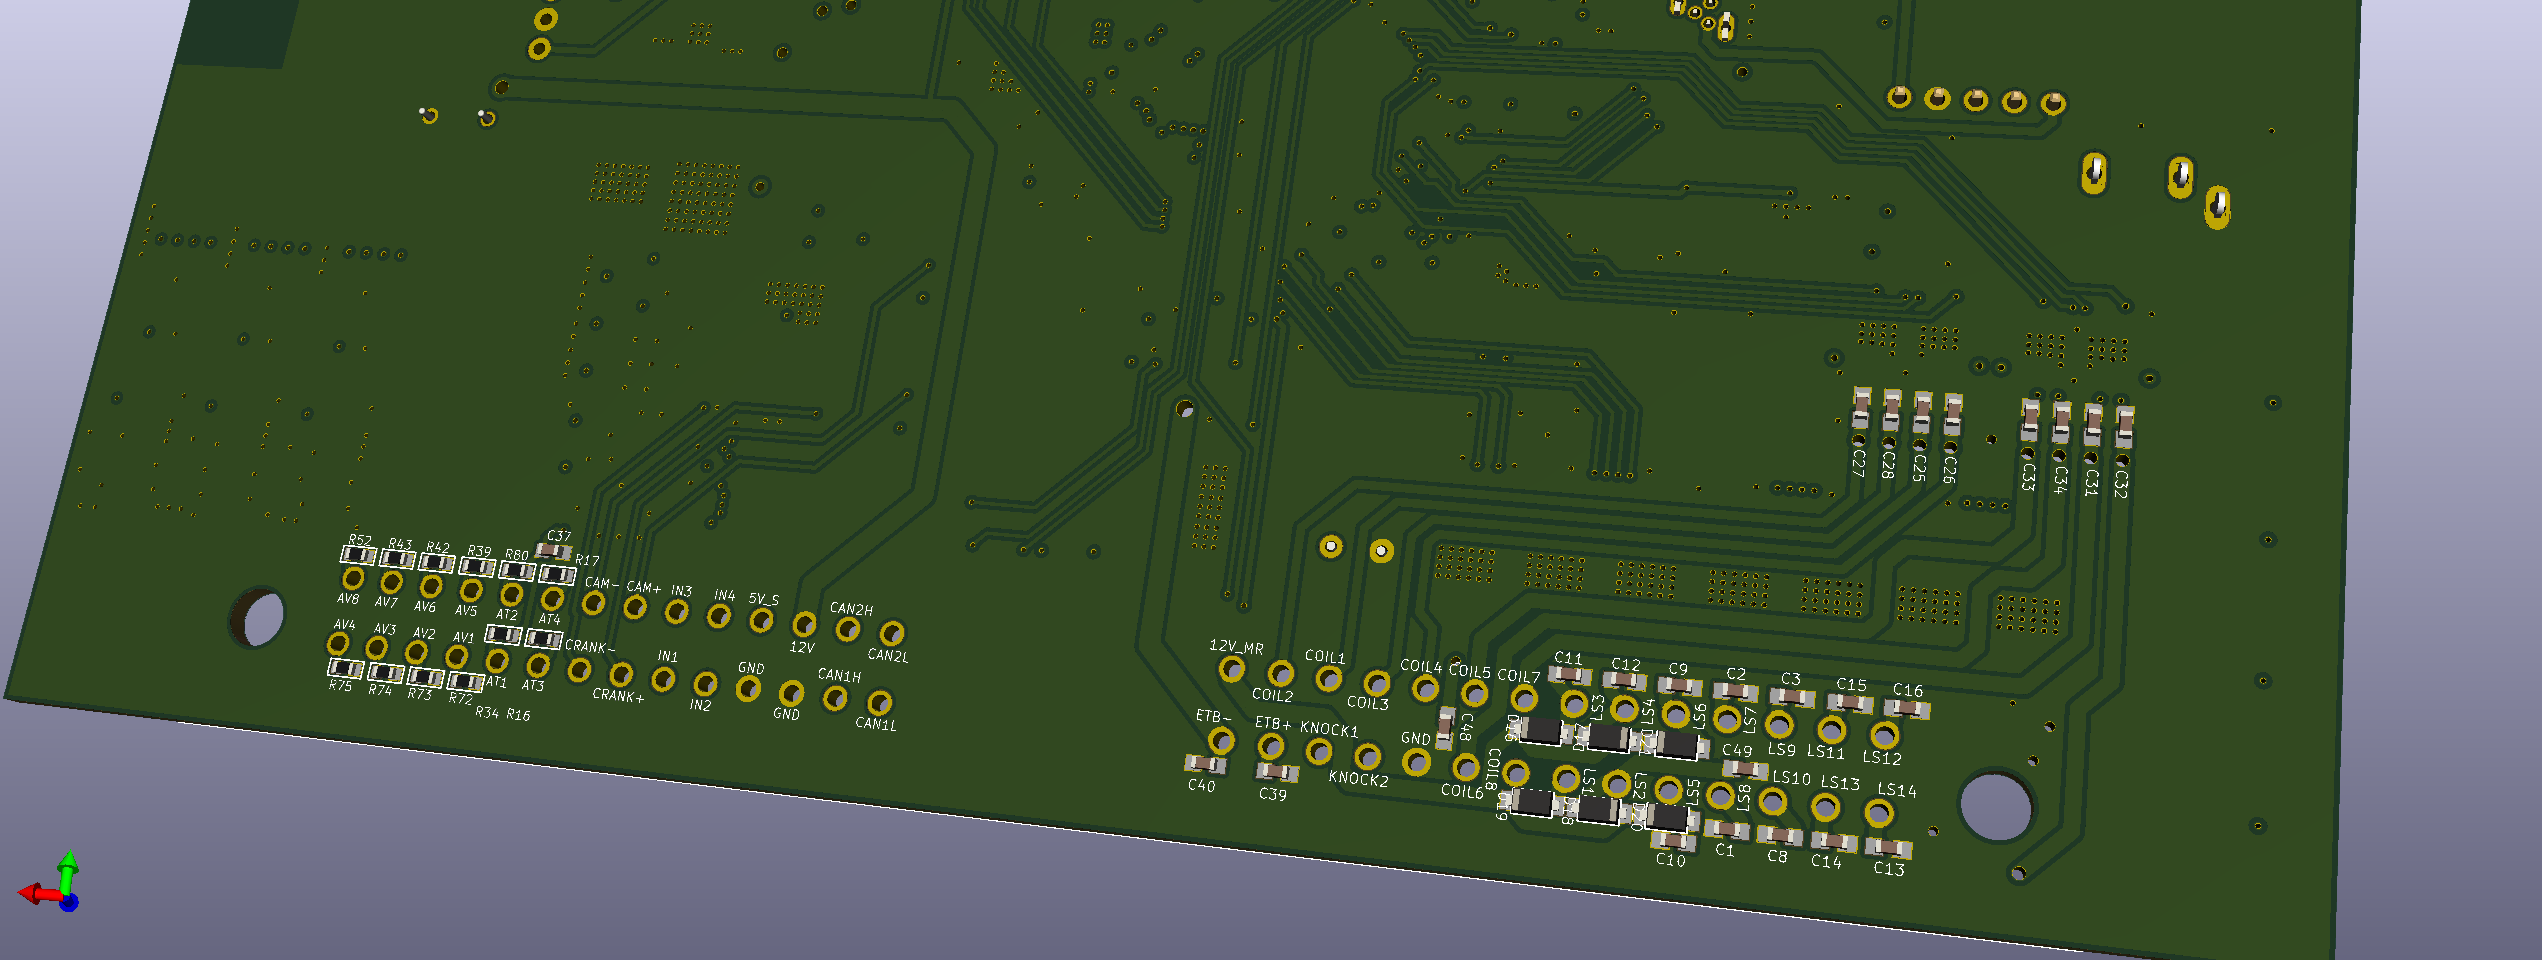 C27 C28 C25 C26 C33 C34 C31 C32
R52 R43 R42 R39 R80 C37 R17
AV8 AV7 AV6 AV5 AT2 AT4 CAM- CAM+ IN3 IN4 5V_S 12V CAN2H CAN2L
AV4 AV3 AV2 AV1 AT1 AT3 CRANK- CRANK+ IN1 IN2 GND GND CAN1H CAN1L
R75 R74 R73 R72 R34 R16
12V_MR COIL2 COIL1 COIL3 COIL4 COIL5 COIL7
C11 C12 C9 C2 C3 C15 C16
LS3 LS4 LS6 LS7 LS9 LS11 LS12
ETB- ETB+ KNOCK1 KNOCK2 GND C48 COIL6 COIL8
C49
LS1 LS2 LS5 LS8 LS10 LS13 LS14
C40 C39
C10 C1 C8 C14 C13